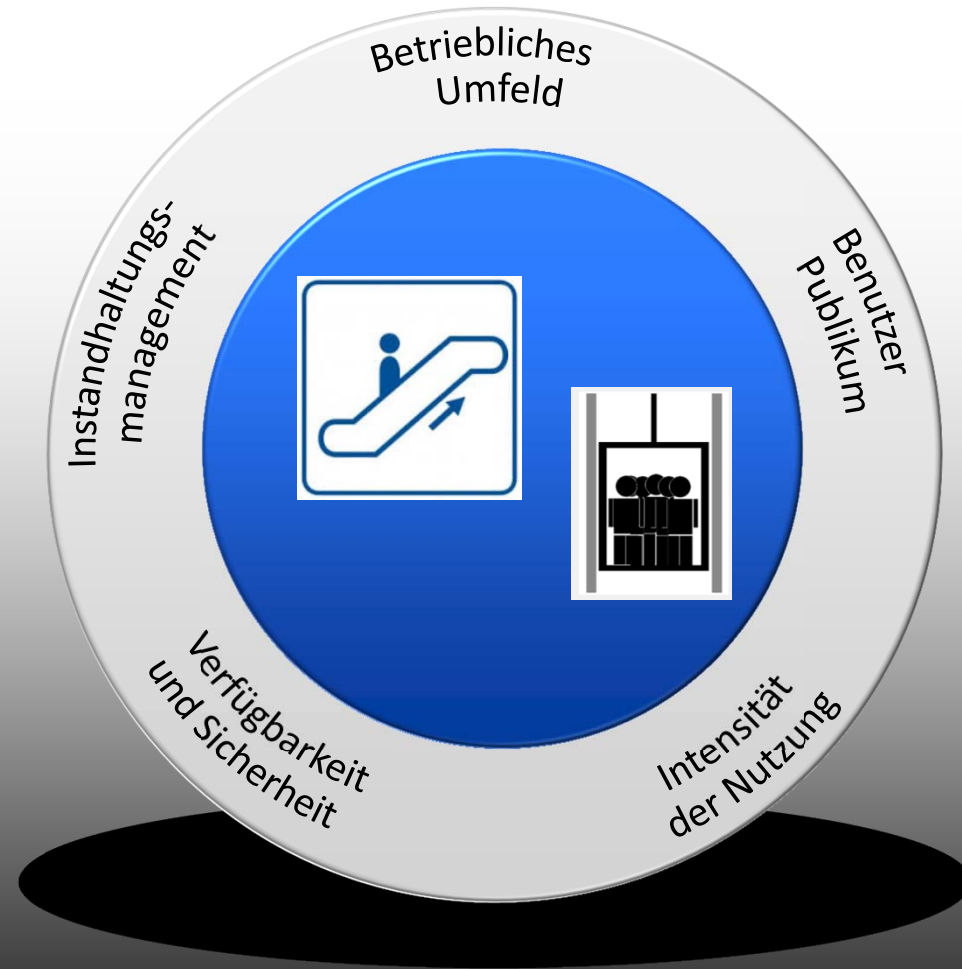 Betriebliches
Umfeld
Benutzer
Publikum
Intensität
der Nutzung
Verfügbarkeit
und Sicherheit
Instandhaltungs-
management